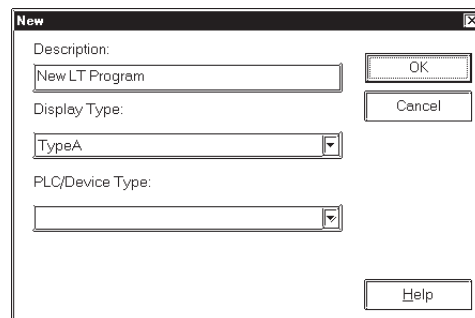 New
Description:
OK
New LT Program
Cancel
Display Type:
TypeA
PLC/Device Type:
Help